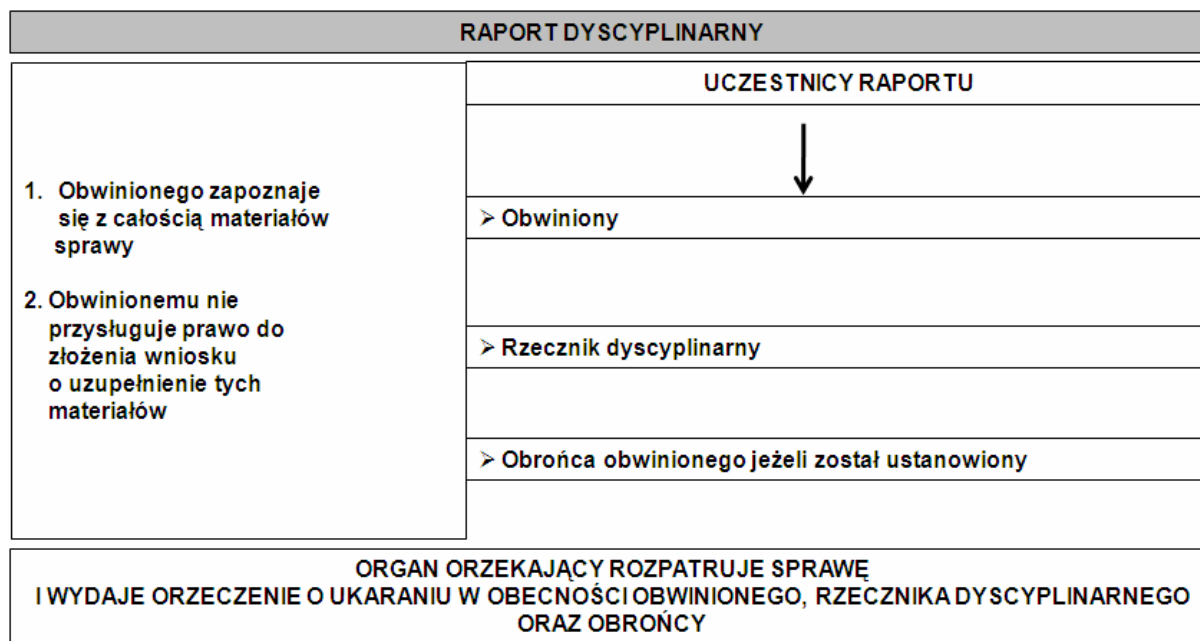 RAPORT DYSCYPLINARNY
1. Obwinionego zapoznaje
się z całością materiałów
sprawy
2. Obwinionemu nie
przysługuje prawo do
złożenia wniosku
o uzupełnienie tych
materiałów
UCZESTNICY RAPORTU
➢ Obwiniony
➢ Rzecznik dyscyplinarny
➢ Obrońca obwinionego jeżeli został ustanowiony
ORGAN ORZEKAJĄCY ROZPATRUJE SPRAWĘ
I WYDAJE ORZECZENIE O UKARANIU W OBECNOŚCI OBWINIONEGO, RZECZNIKA DYSCYPLINARNEGO
ORAZ OBROŃCY